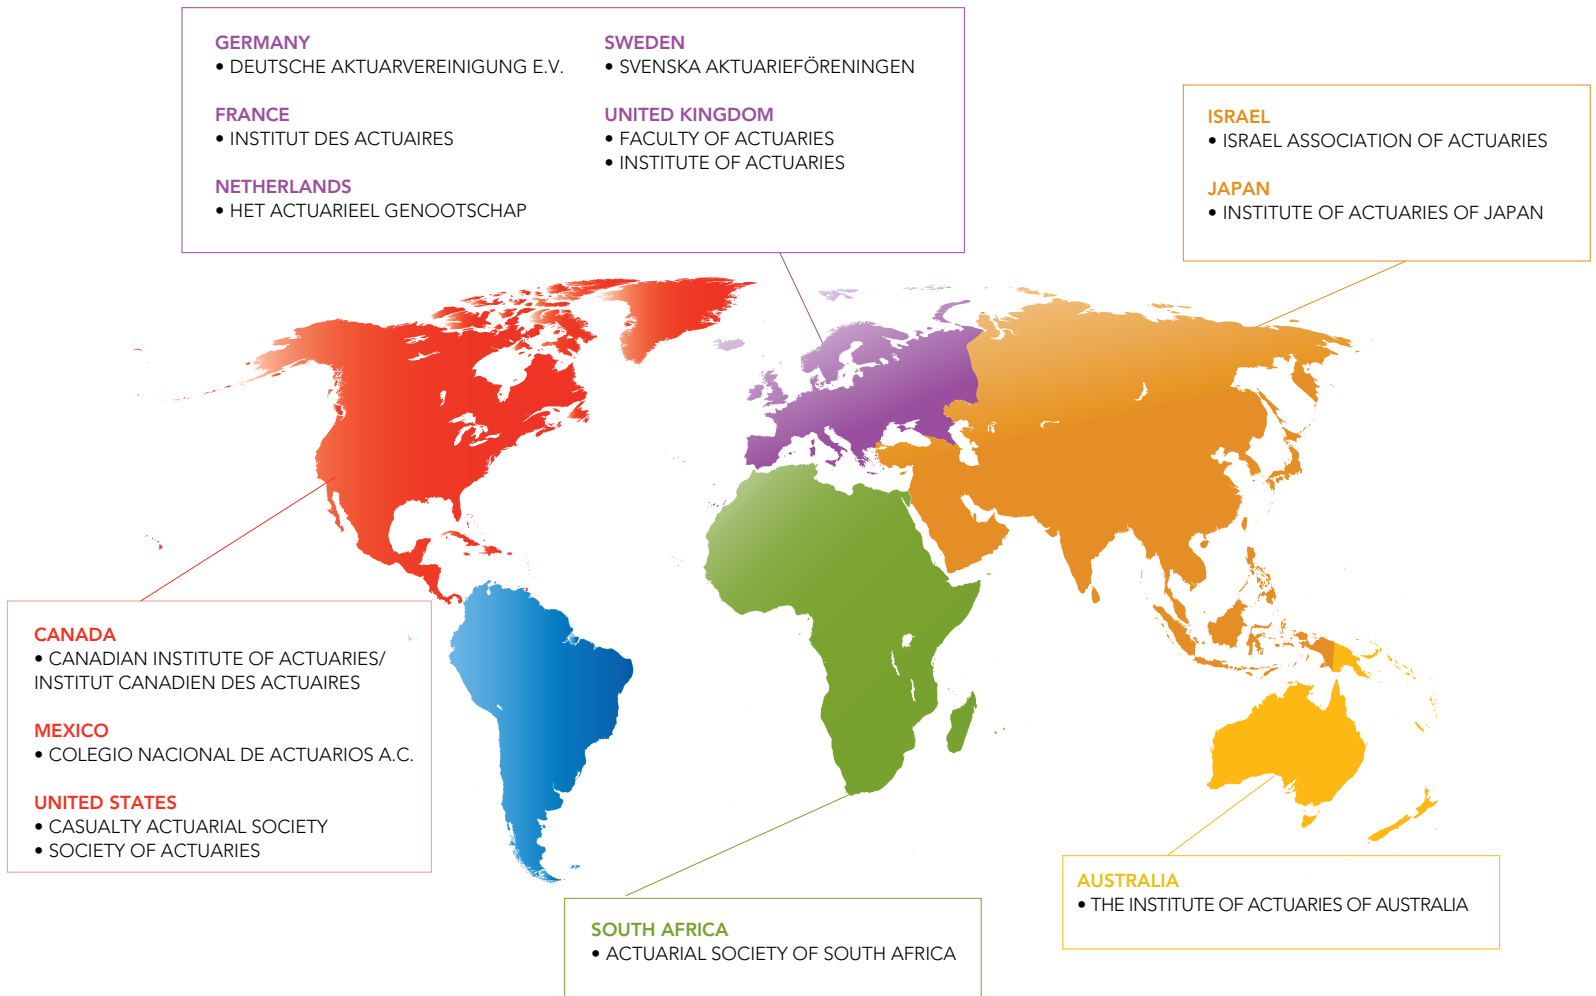 GERMANY
• DEUTSCHE AKTUARVEREINIGUNG E.V.
FRANCE
• INSTITUT DES ACTUAIRES
NETHERLANDS
• HET ACTUARIEEL GENOOTSCHAP
SWEDEN
• SVENSKA AKTUARIEFÖRENINGEN
UNITED KINGDOM
• FACULTY OF ACTUARIES
• INSTITUTE OF ACTUARIES
ISRAEL
• ISRAEL ASSOCIATION OF ACTUARIES
JAPAN
• INSTITUTE OF ACTUARIES OF JAPAN
CANADA
• CANADIAN INSTITUTE OF ACTUARIES/
INSTITUT CANADIEN DES ACTUAIRES
MEXICO
• COLEGIO NACIONAL DE ACTUARIOS A.C.
UNITED STATES
• CASUALTY ACTUARIAL SOCIETY
• SOCIETY OF ACTUARIES
SOUTH AFRICA
• ACTUARIAL SOCIETY OF SOUTH AFRICA
AUSTRALIA
• THE INSTITUTE OF ACTUARIES OF AUSTRALIA